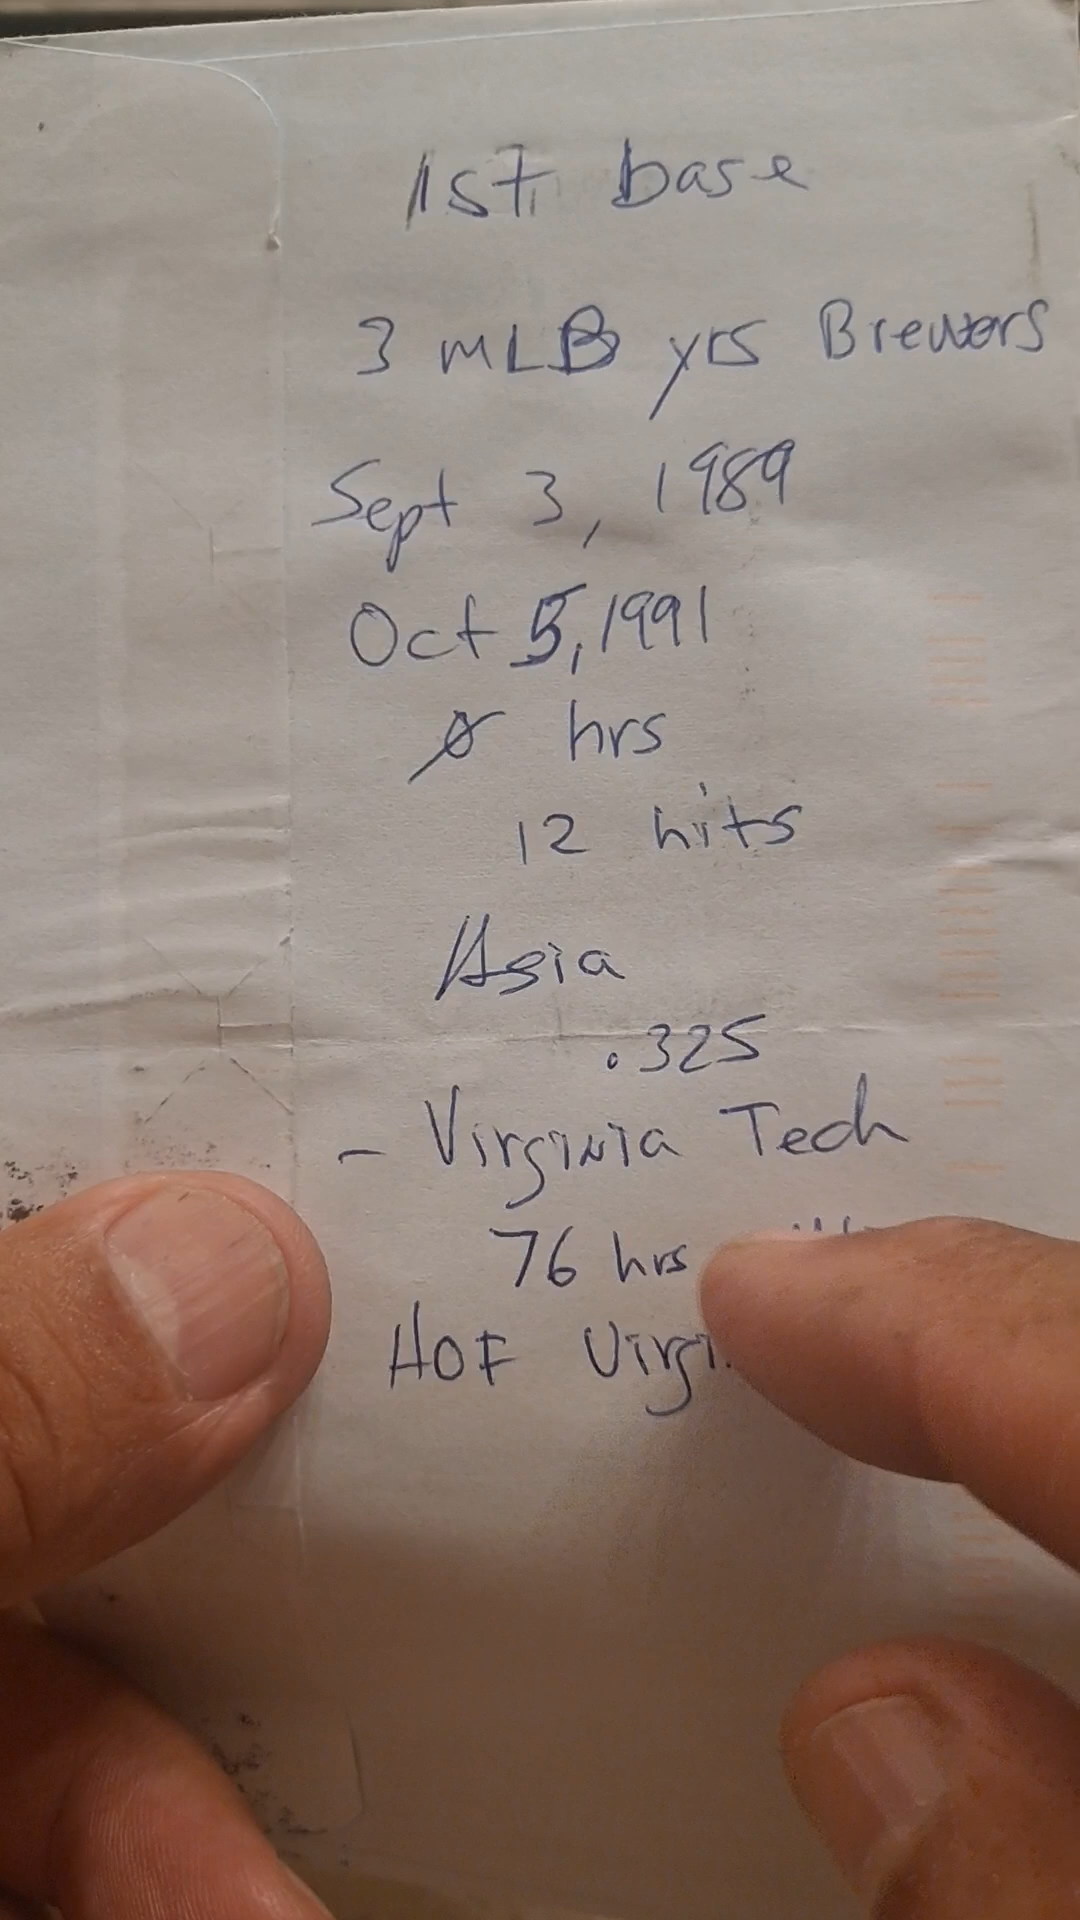 1st base
3 MLB yrs Brewers
Sept 3, 1989
Oct 5, 1991
0 hrs
12 hits
Asia
.325
- Virginia Tech
76 hrs
HOF